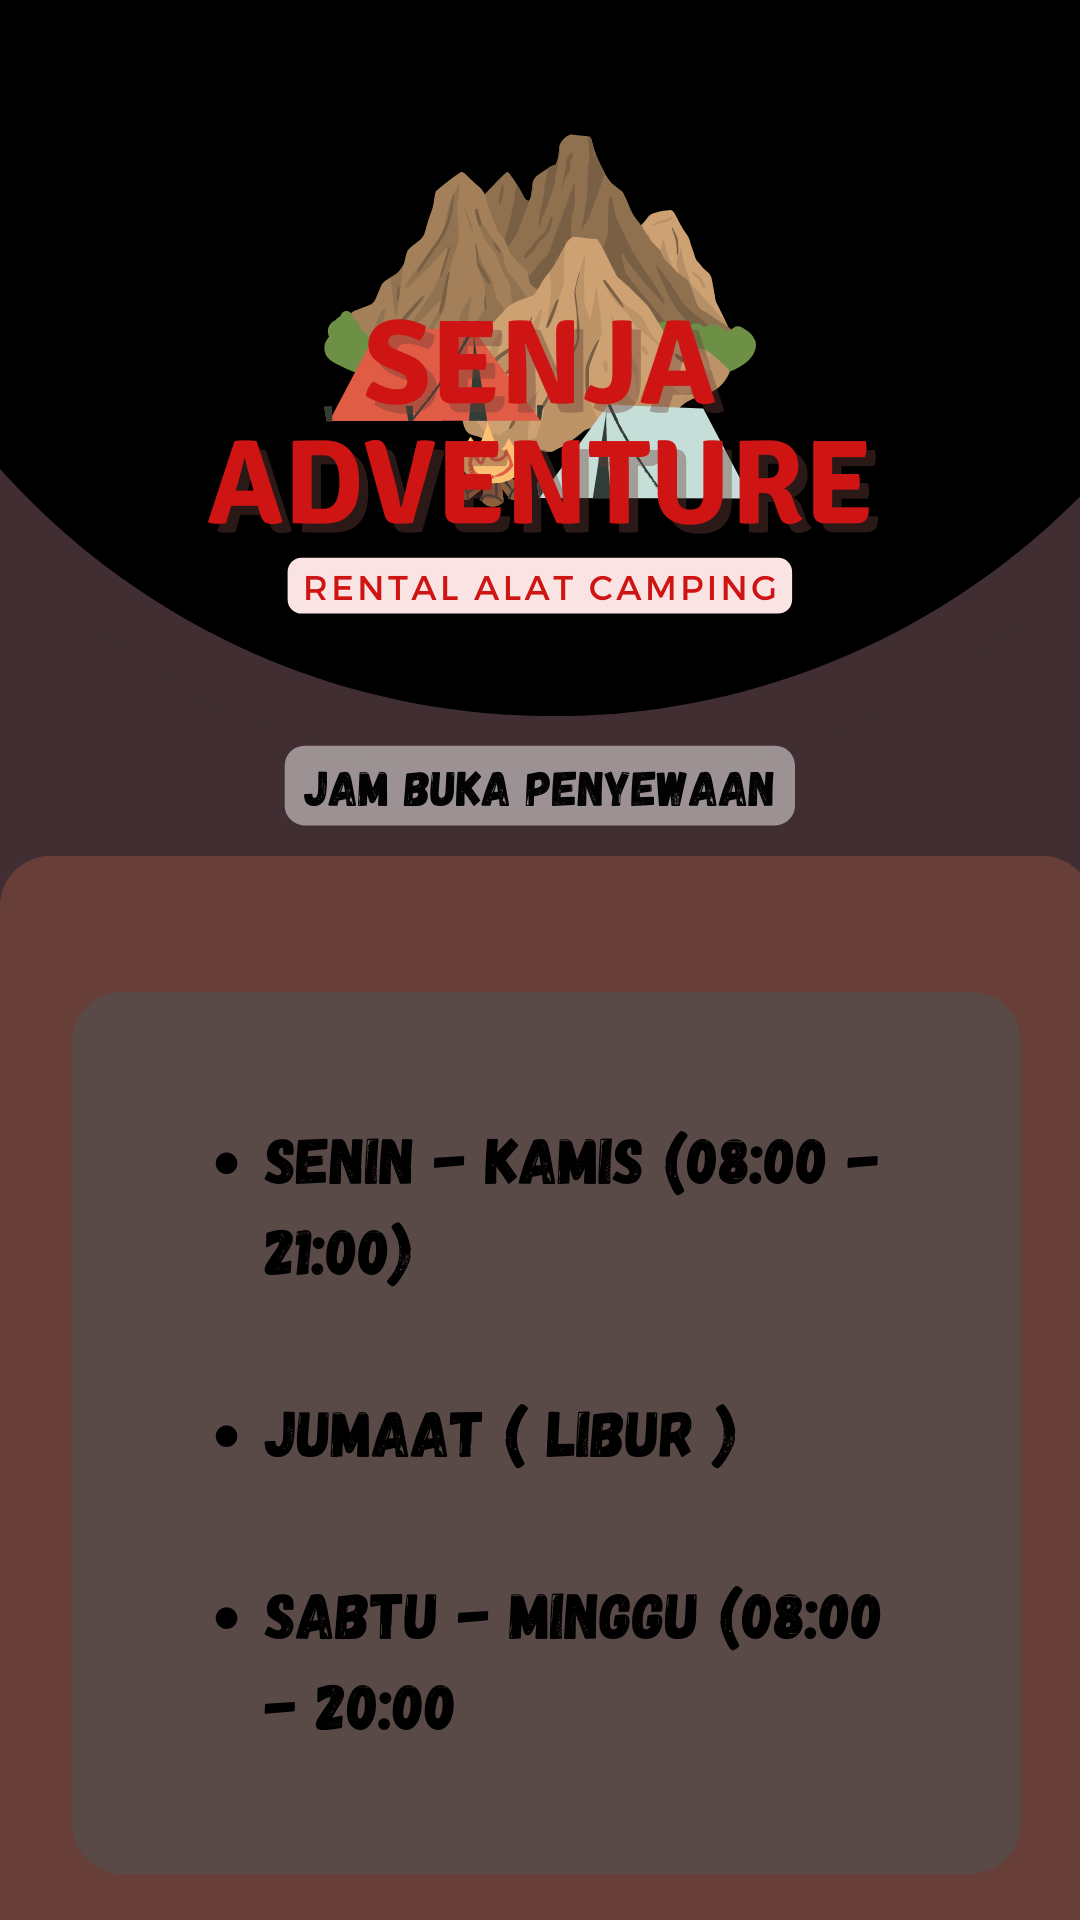 SENJA
ADVENTURE
RENTAL ALAT CAMPING
JAM BUKA PENYEWAAN
• SENIN - KAMIS (08:00 -
21:00)
• JUMAAT ( LIBUR )
• SABTU - MINGGU (08:00
- 20:00